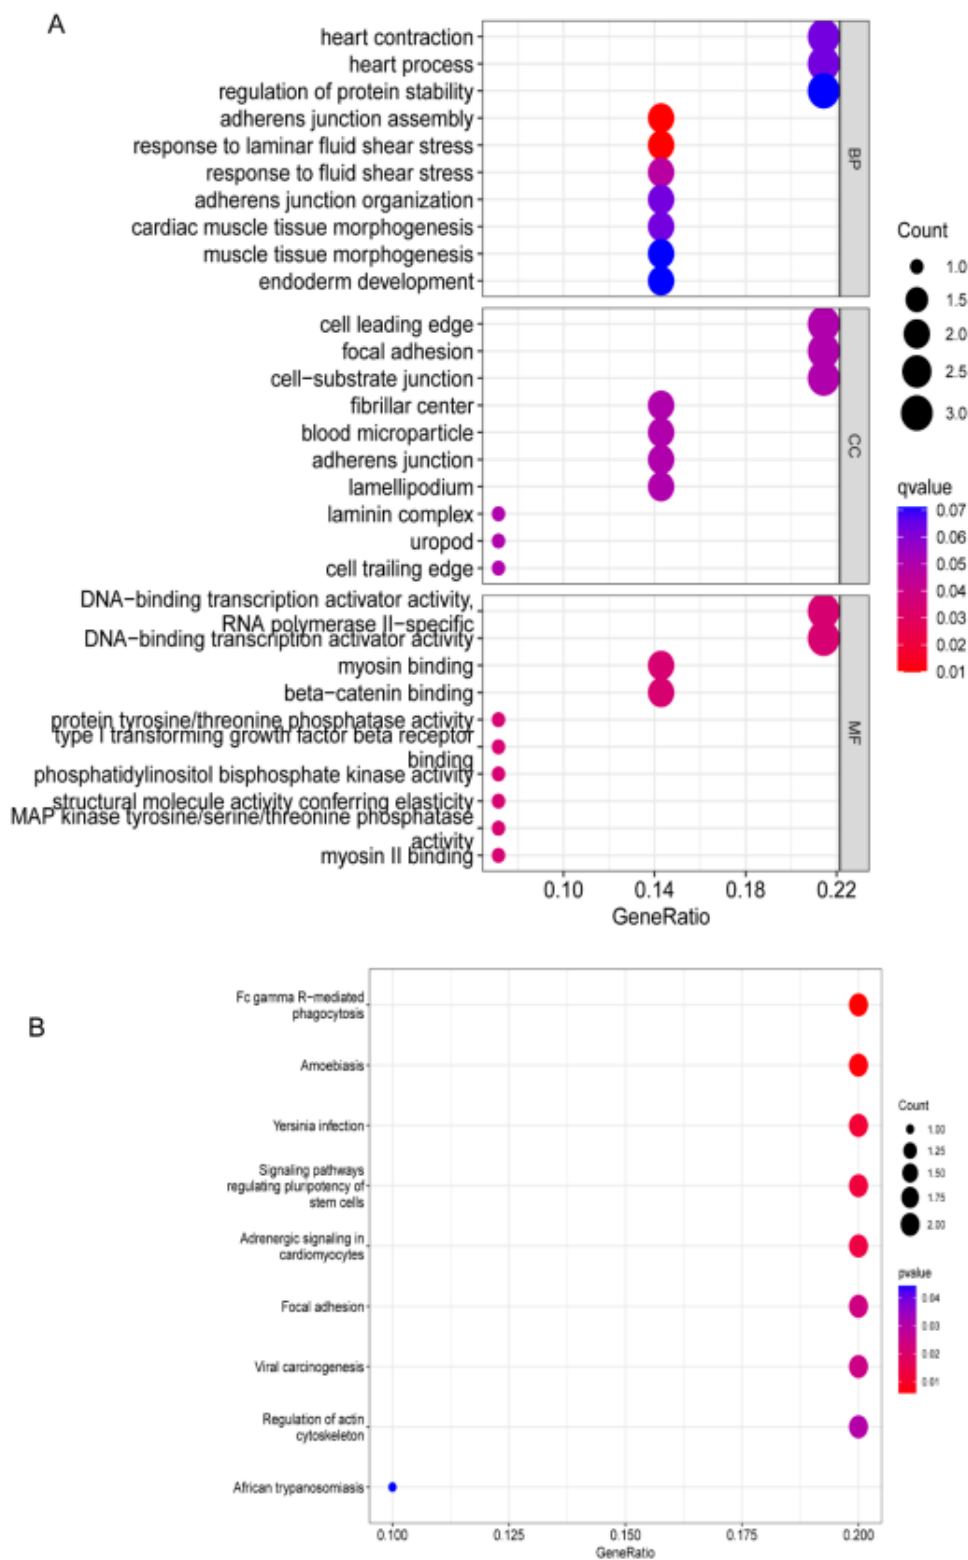 A
heart contraction
heart process
regulation of protein stability
adherens junction assembly
response to laminar fluid shear stress
response to fluid shear stress
adherens junction organization
cardiac muscle tissue morphogenesis
muscle tissue morphogenesis
endoderm development
BP
cell leading edge
focal adhesion
cell−substrate junction
fibrillar center
blood microparticle
adherens junction
lamellipodium
laminin complex
uropod
cell trailing edge
CC
DNA−binding transcription activator activity,
RNA polymerase II−specific
DNA−binding transcription activator activity
myosin binding
beta−catenin binding
protein tyrosine/threonine phosphatase activity
type I transforming growth factor beta receptor
binding
phosphatidylinositol bisphosphate kinase activity
structural molecule activity conferring elasticity
MAP kinase tyrosine/serine/threonine phosphatase
activity
myosin II binding
MF
0.10 0.14 0.18 0.22
GeneRatio
Count
1.0
1.5
2.0
2.5
3.0
qvalue
0.07
0.06
0.05
0.04
0.03
0.02
0.01
B
Fc gamma R−mediated
phagocytosis
Amoebiasis
Yersinia infection
Signaling pathways
regulating pluripotency of
stem cells
Adrenergic signaling in
cardiomyocytes
Focal adhesion
Viral carcinogenesis
Regulation of actin
cytoskeleton
African trypanosomiasis
0.100 0.125 0.150 0.175 0.200
GeneRatio
Count
1.00
1.25
1.50
1.75
2.00
pvalue
0.04
0.03
0.02
0.01